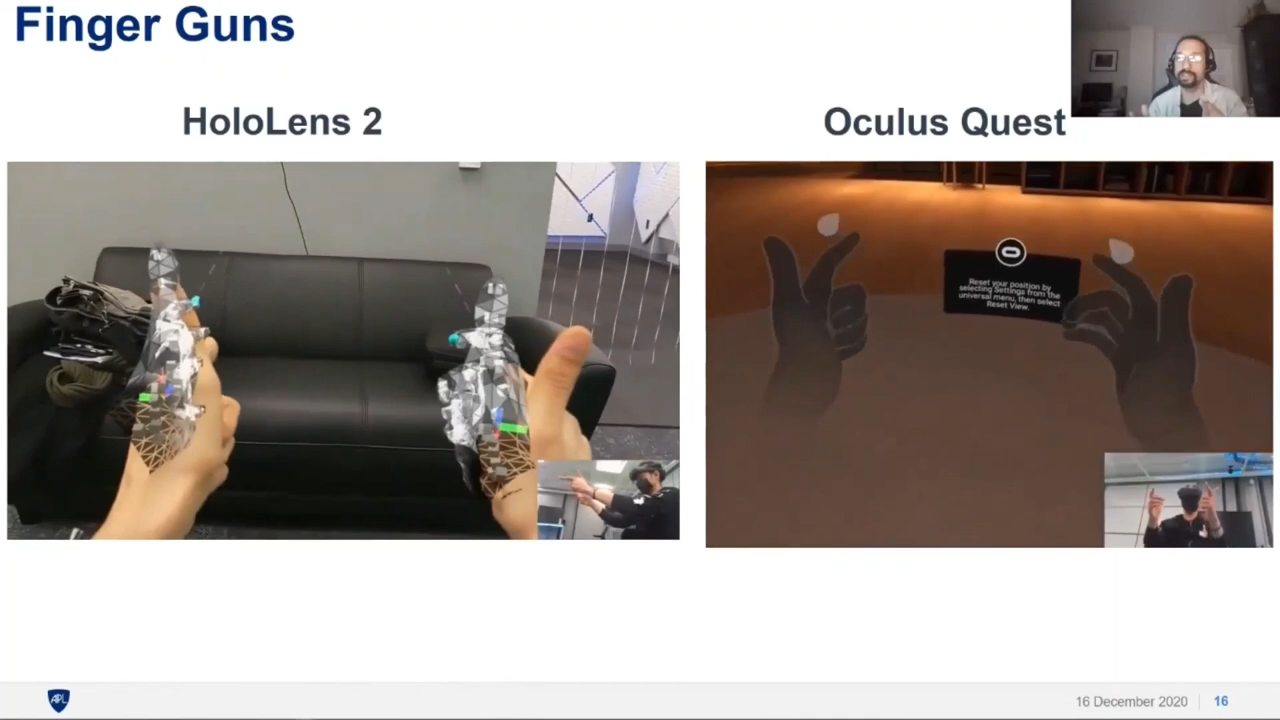 Finger Guns
HoloLens 2
Oculus Quest
Reset your position by
selecting Settings from the
universal menu, then select
Reset View.
APL
16 December 2020
16